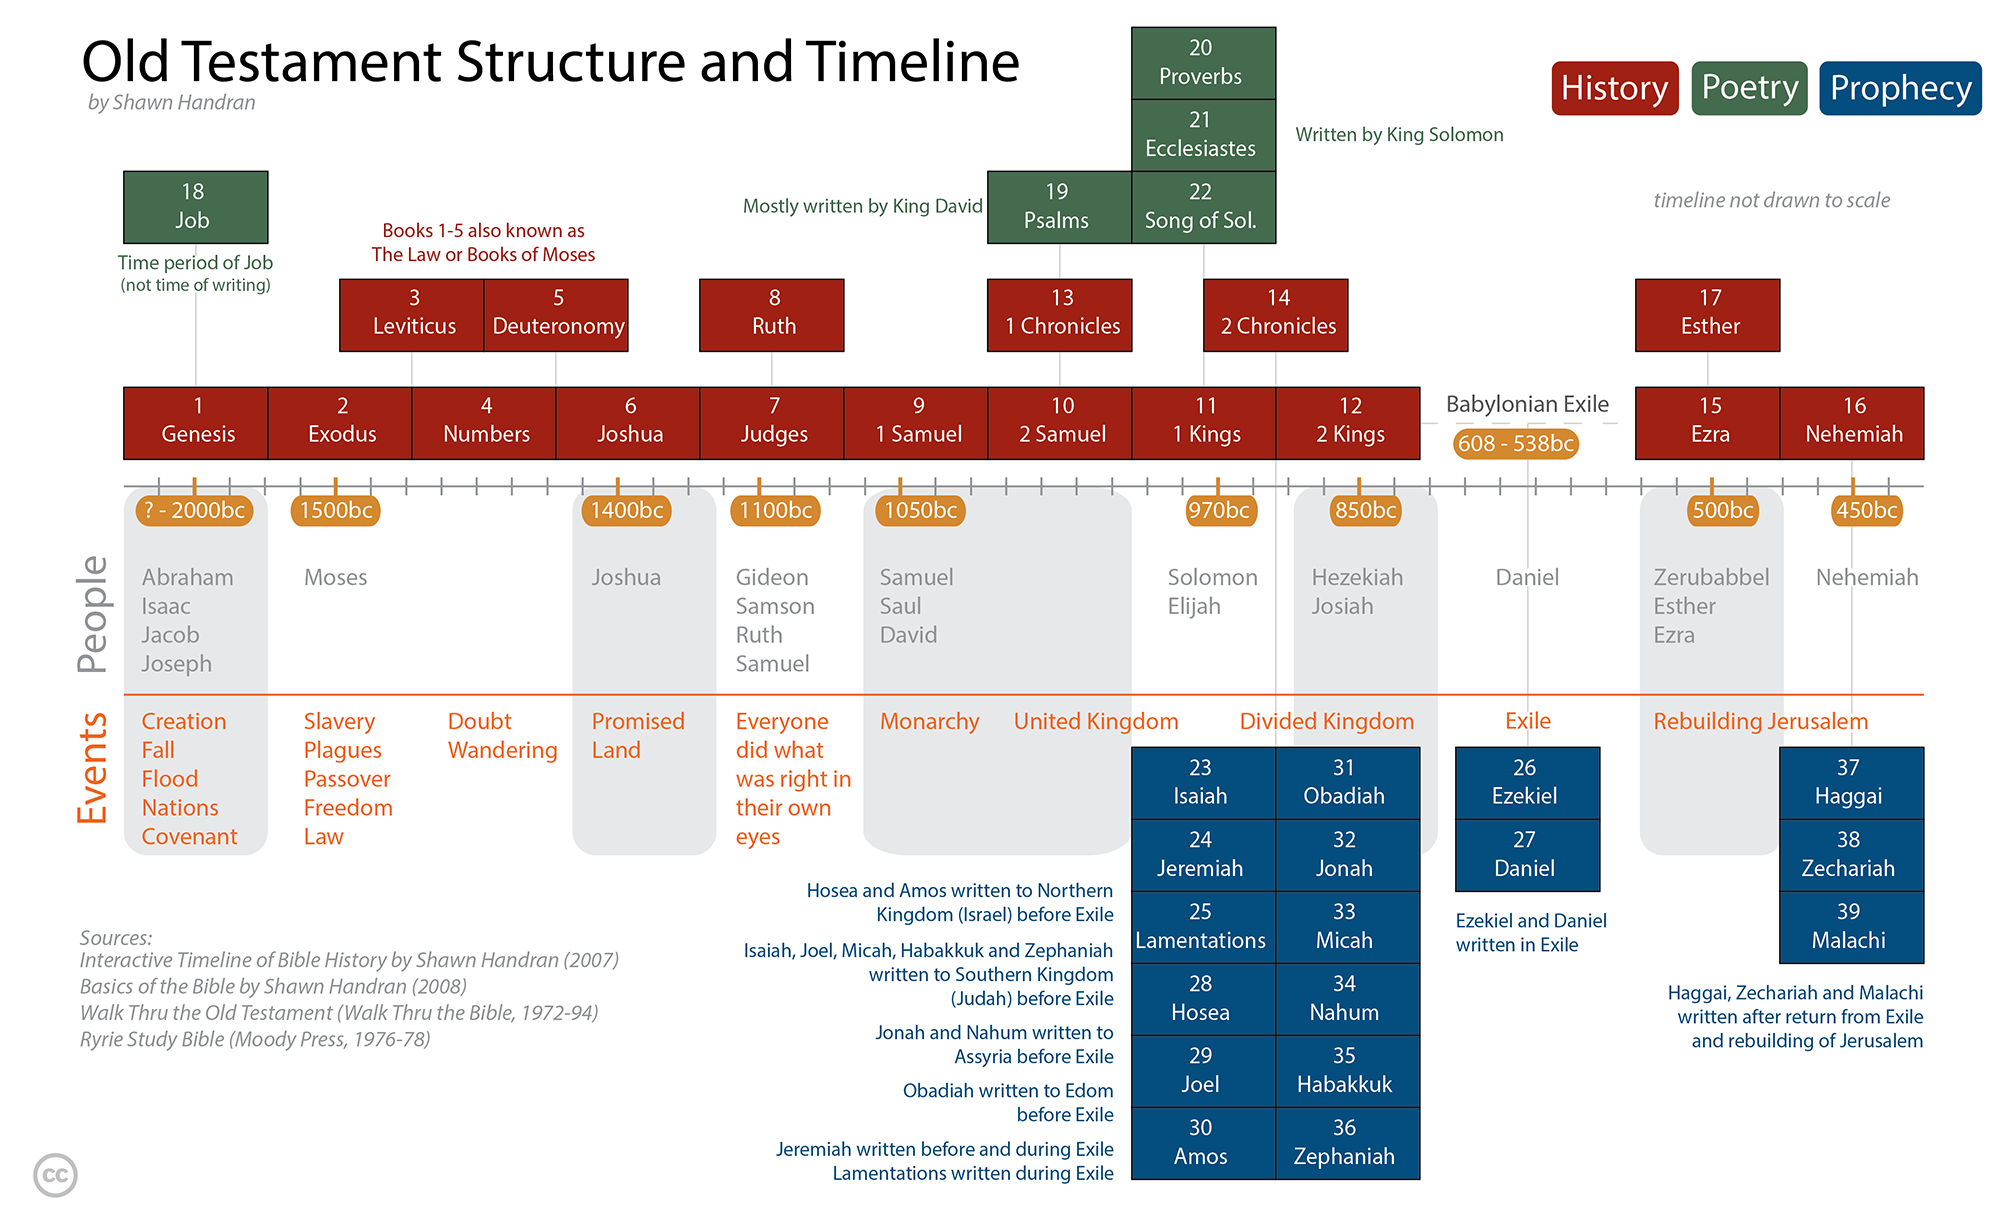 Old Testament Structure and Timeline
by Shawn Handran
History
Poetry
Prophecy
timeline not drawn to scale
20
Proverbs
21
Ecclesiastes
Written by King Solomon
18
Job
Time period of Job
(not time of writing)
Mostly written by King David
19
Psalms
22
Song of Sol.
Books 1-5 also known as
The Law or Books of Moses
3
Leviticus
5
Deuteronomy
8
Ruth
13
1 Chronicles
14
2 Chronicles
17
Esther
1
Genesis
2
Exodus
4
Numbers
6
Joshua
7
Judges
9
1 Samuel
10
2 Samuel
11
1 Kings
12
2 Kings
Babylonian Exile
608 - 538bc
15
Ezra
16
Nehemiah
? - 2000bc
1500bc
1400bc
1100bc
1050bc
970bc
850bc
500bc
450bc
People
Abraham
Isaac
Jacob
Joseph
Moses
Joshua
Gideon
Samson
Ruth
Samuel
Samuel
Saul
David
Solomon
Elijah
Hezekiah
Josiah
Daniel
Zerubabbel
Esther
Ezra
Nehemiah
Events
Creation
Fall
Flood
Nations
Covenant
Slavery
Plagues
Passover
Freedom
Law
Doubt
Wandering
Promised
Land
Everyone
did what
was right in
their own
eyes
Monarchy
United Kingdom
Divided Kingdom
Exile
Rebuilding Jerusalem
23
Isaiah
24
Jeremiah
25
Lamentations
28
Hosea
29
Joel
30
Amos
31
Obadiah
32
Jonah
33
Micah
34
Nahum
35
Habakkuk
36
Zephaniah
26
Ezekiel
27
Daniel
Ezekiel and Daniel
written in Exile
37
Haggai
38
Zechariah
39
Malachi
Haggai, Zechariah and Malachi
written after return from Exile
and rebuilding of Jerusalem
Hosea and Amos written to Northern
Kingdom (Israel) before Exile
Isaiah, Joel, Micah, Habakkuk and Zephaniah
written to Southern Kingdom
(Judah) before Exile
Jonah and Nahum written to
Assyria before Exile
Obadiah written to Edom
before Exile
Jeremiah written before and during Exile
Lamentations written during Exile
Sources:
Interactive Timeline of Bible History by Shawn Handran (2007)
Basics of the Bible by Shawn Handran (2008)
Walk Thru the Old Testament (Walk Thru the Bible, 1972-94)
Ryrie Study Bible (Moody Press, 1976-78)
cc